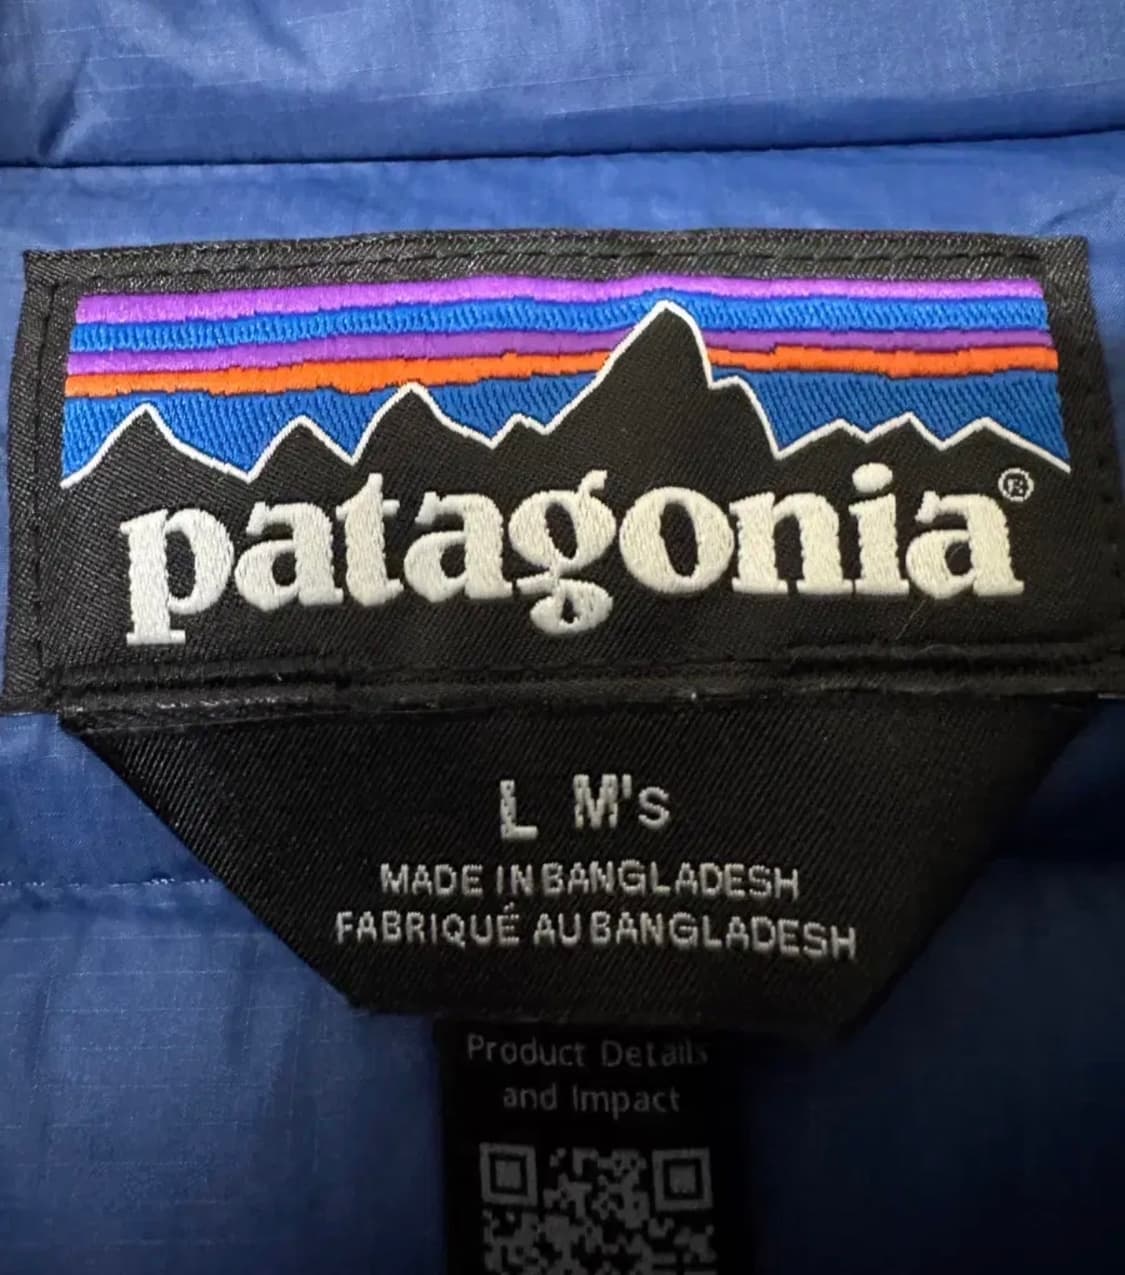 patagonia®
L M's
MADE IN BANGLADESH
FABRIQUÉ AU BANGLADESH
Product Details
and Impact